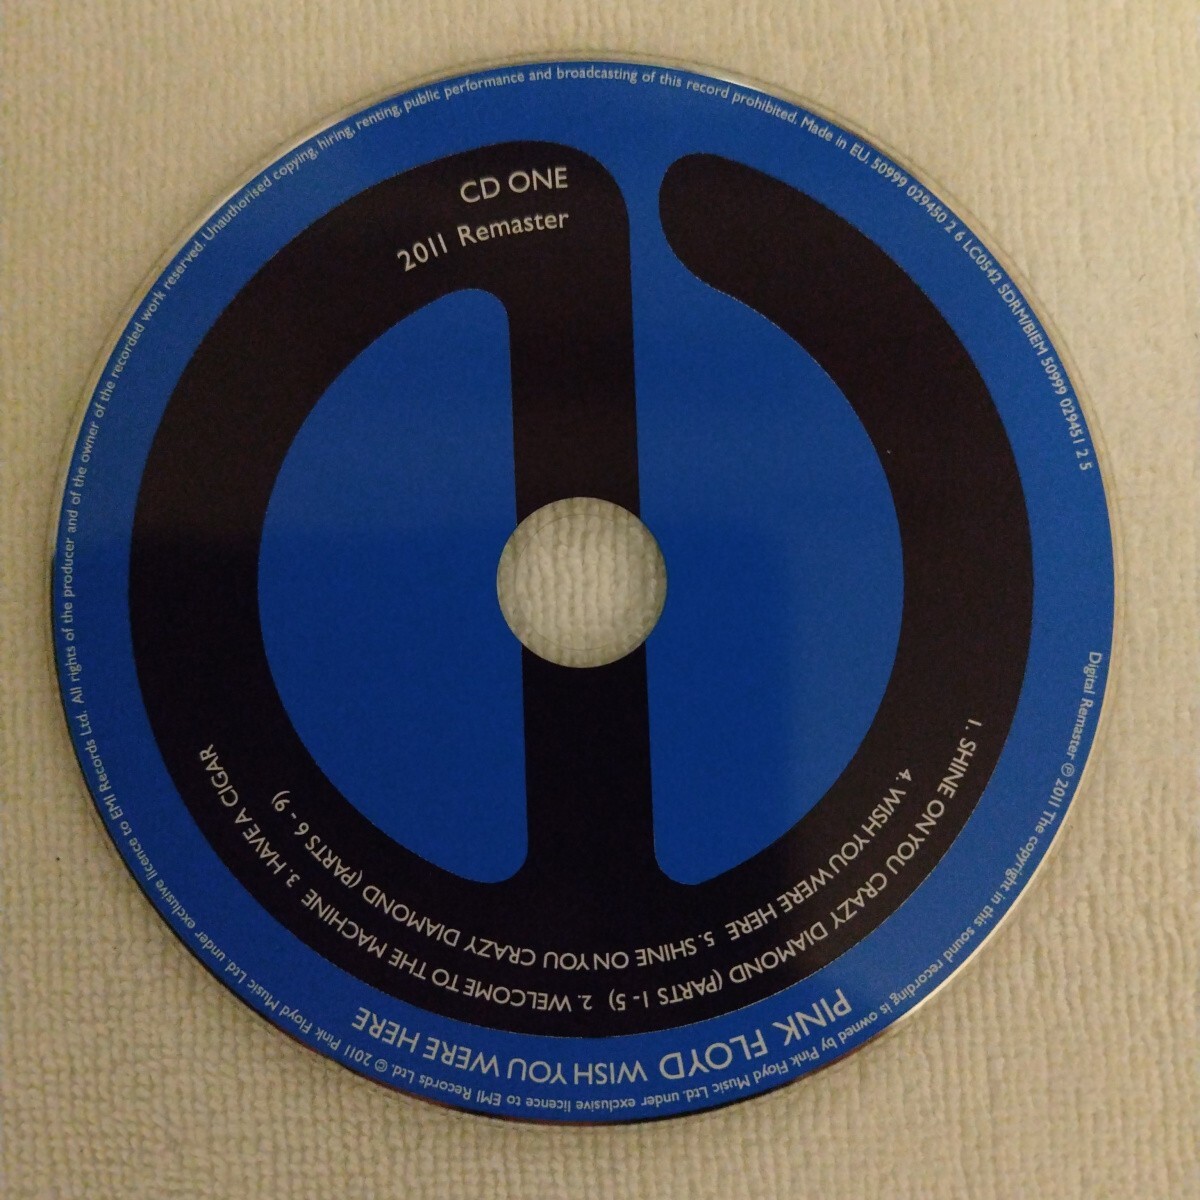 CD ONE
2011 Remaster
PINK FLOYD WISH YOU WERE HERE
1. SHINE ON YOU CRAZY DIAMOND (PARTS 1 - 5) 2. WELCOME TO THE MACHINE 3. HAVE A CIGAR
4. WISH YOU WERE HERE 5. SHINE ON YOU CRAZY DIAMOND (PARTS 6 - 9)
Digital Remaster ℗ 2011 The copyright in this sound recording is owned by Pink Floyd Music Ltd. under exclusive licence to EMI Records Ltd. © 2011 Pink Floyd Music Ltd. under exclusive licence to EMI Records Ltd. All rights of the producer and of the owner of the recorded work reserved. Unauthorised copying, hiring, renting, public performance and broadcasting of this record prohibited. Made in EU. 50999 029450 2 6 LC0542 SDRM/BIEM 50999 029451 2 5